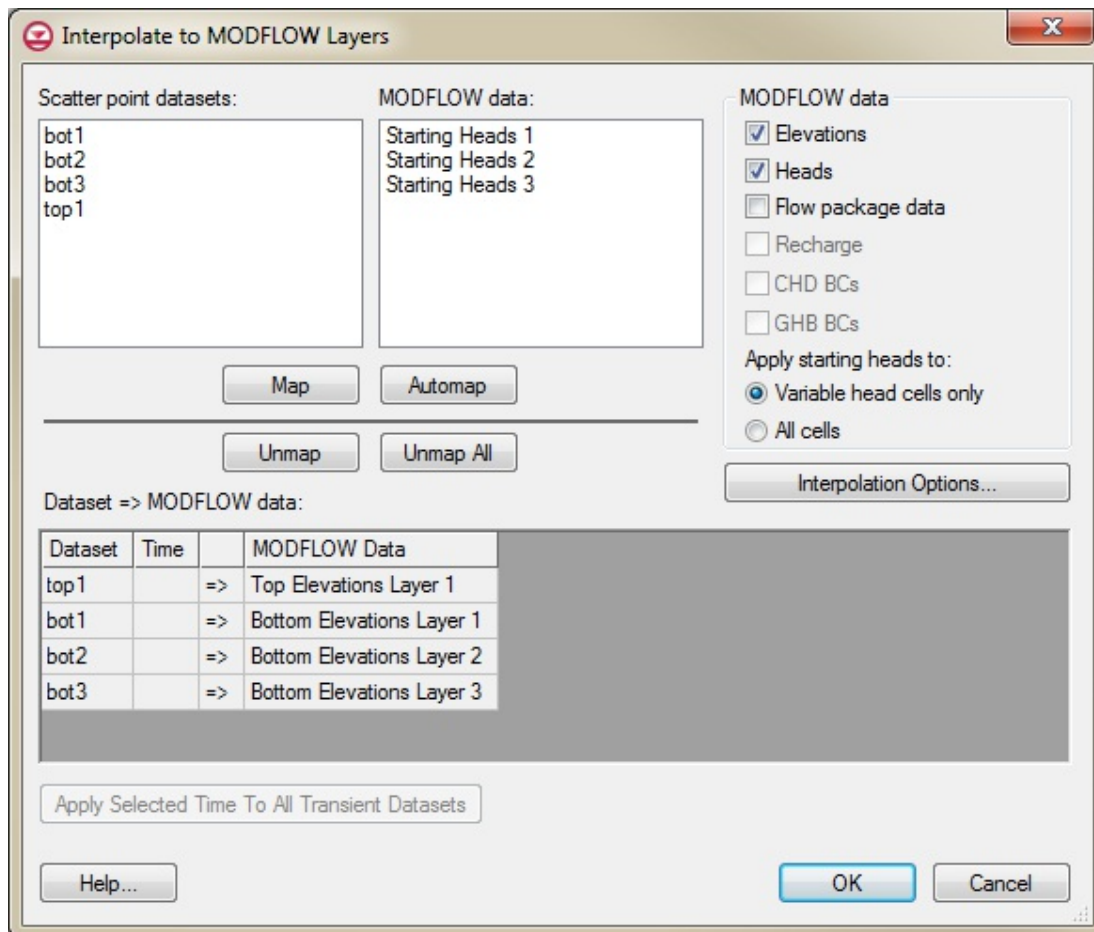 Interpolate to MODFLOW Layers
Scatter point datasets:
bot1
bot2
bot3
top1
MODFLOW data:
Starting Heads 1
Starting Heads 2
Starting Heads 3
MODFLOW data
Elevations
Heads
Flow package data
Recharge
CHD BCs
GHB BCs
Apply starting heads to:
Variable head cells only
All cells
Map Automap
Unmap Unmap All
Interpolation Options...
Dataset => MODFLOW data:
Dataset Time MODFLOW Data
top1 => Top Elevations Layer 1
bot1 => Bottom Elevations Layer 1
bot2 => Bottom Elevations Layer 2
bot3 => Bottom Elevations Layer 3
Apply Selected Time To All Transient Datasets
Help... OK Cancel